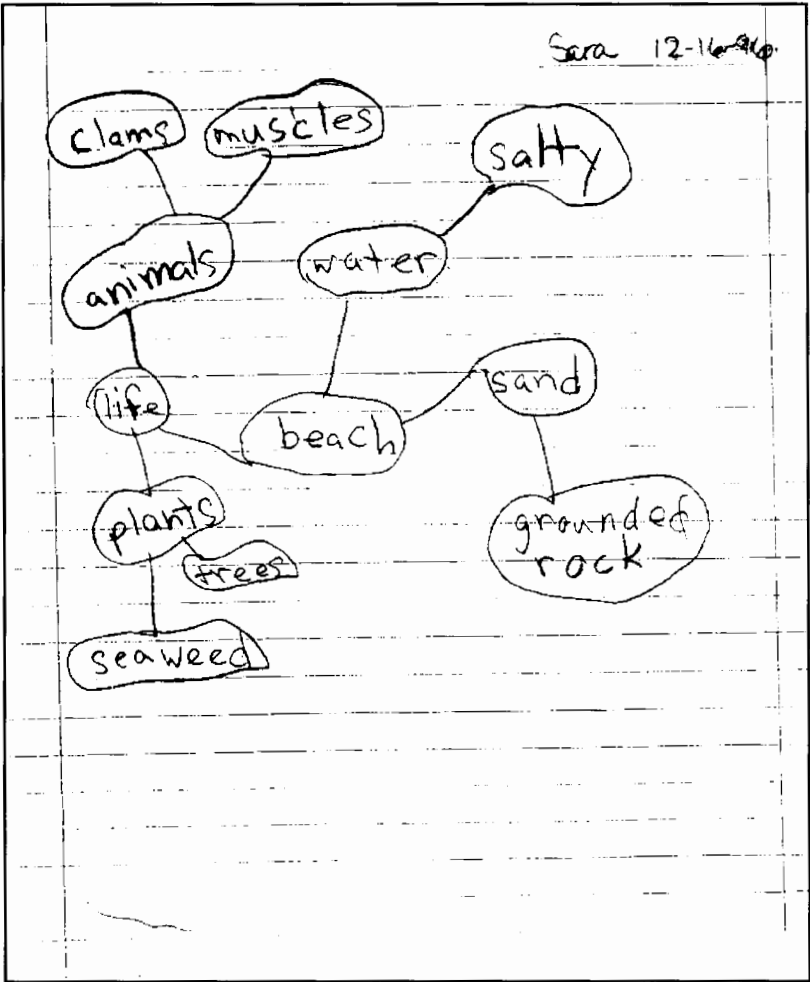 Sara 12-16-96
clams
muscles
salty
animals
water
life
beach
sand
plants
grounded
rock
trees
seaweed